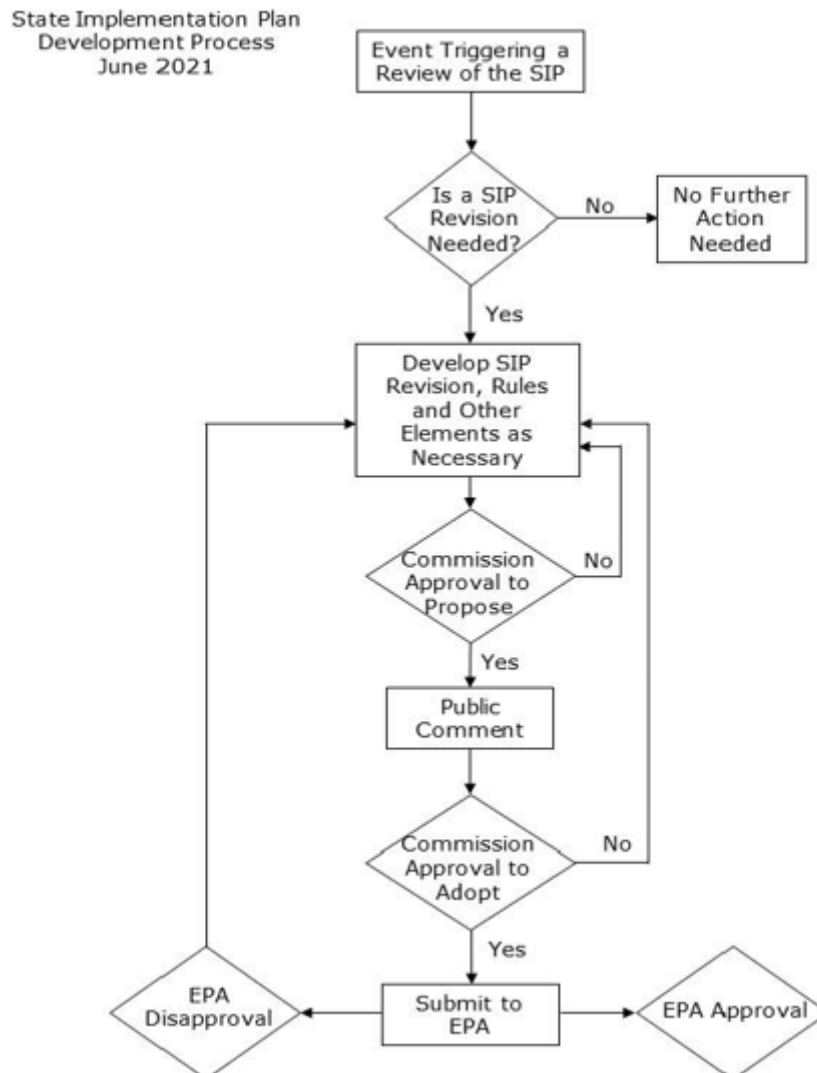 State Implementation Plan
Development Process
June 2021
Event Triggering a
Review of the SIP
Is a SIP
Revision
Needed?
No
No Further
Action
Needed
Yes
Develop SIP
Revision, Rules
and Other
Elements as
Necessary
Commission
Approval to
Propose
No
Yes
Public
Comment
Commission
Approval to
Adopt
No
Yes
EPA
Disapproval
Submit to
EPA
EPA Approval